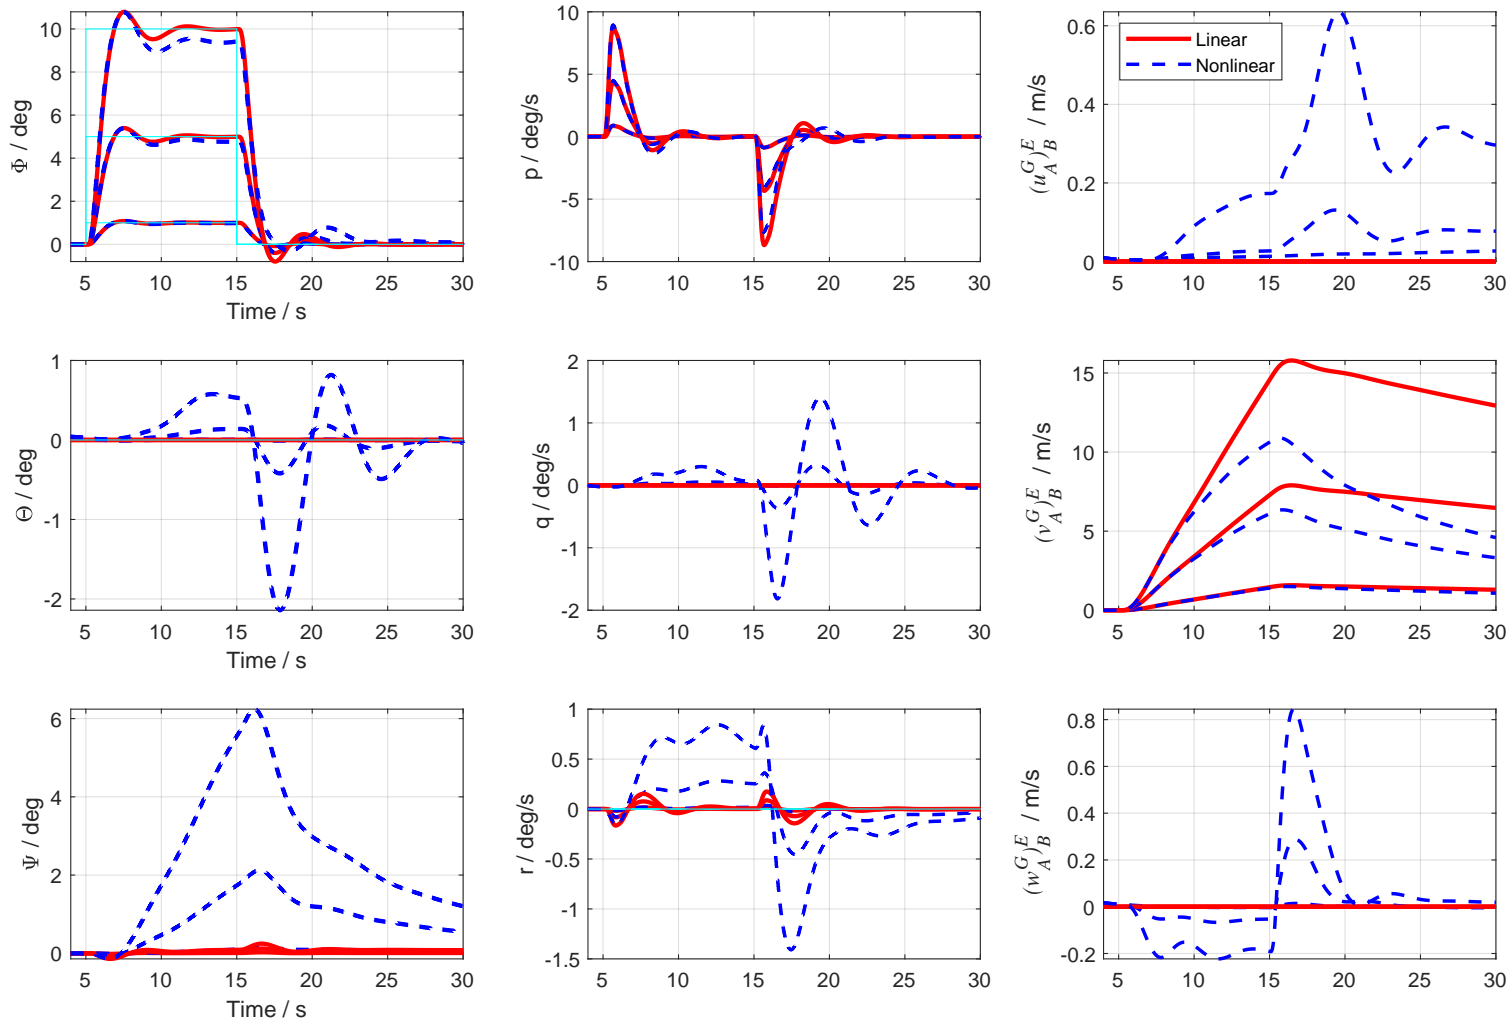 Φ / deg
10
8
6
4
2
0
5 10 15 20 25 30
Time / s
p / deg/s
10
5
0
-5
-10
5 10 15 20 25 30
(u_A^G)_B^E / m/s
0.6
0.4
0.2
0
5 10 15 20 25 30
Linear
Nonlinear
Θ / deg
1
0
-1
-2
5 10 15 20 25 30
Time / s
q / deg/s
2
1
0
-1
-2
5 10 15 20 25 30
(v_A^G)_B^E / m/s
15
10
5
0
5 10 15 20 25 30
Ψ / deg
6
4
2
0
5 10 15 20 25 30
Time / s
r / deg/s
1
0.5
0
-0.5
-1
-1.5
5 10 15 20 25 30
(w_A^G)_B^E / m/s
0.8
0.6
0.4
0.2
0
-0.2
5 10 15 20 25 30